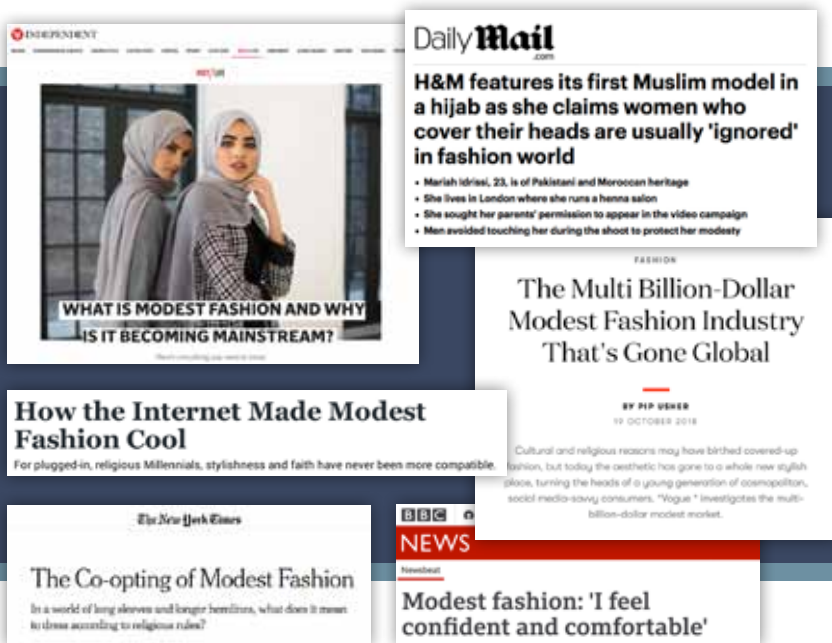 INDEPENDENT
WHAT IS MODEST FASHION AND WHY
IS IT BECOMING MAINSTREAM?
Here's everything you need to know
Daily Mail
.com
H&M features its first Muslim model in
a hijab as she claims women who
cover their heads are usually 'ignored'
in fashion world
• Mariah Idrissi, 23, is of Pakistani and Moroccan heritage
• She lives in London where she runs a henna salon
• She sought her parents' permission to appear in the video campaign
• Men avoided touching her during the shoot to protect her modesty
FASHION
The Multi Billion-Dollar
Modest Fashion Industry
That's Gone Global
BY PIP USHER
19 OCTOBER 2018
Cultural and religious reasons may have birthed covered-up
fashion, but today the aesthetic has gone to a whole new stylish
place, turning the heads of a young generation of cosmopolitan,
social media-savvy consumers. "Vogue " investigates the multi-
billion-dollar modest market.
How the Internet Made Modest
Fashion Cool
For plugged-in, religious Millennials, stylishness and faith have never been more compatible.
The New York Times
The Co-opting of Modest Fashion
In a world of long sleeves and longer hemlines, what does it mean
to dress according to religious rules?
BBC
NEWS
Newsbeat
Modest fashion: 'I feel
confident and comfortable'